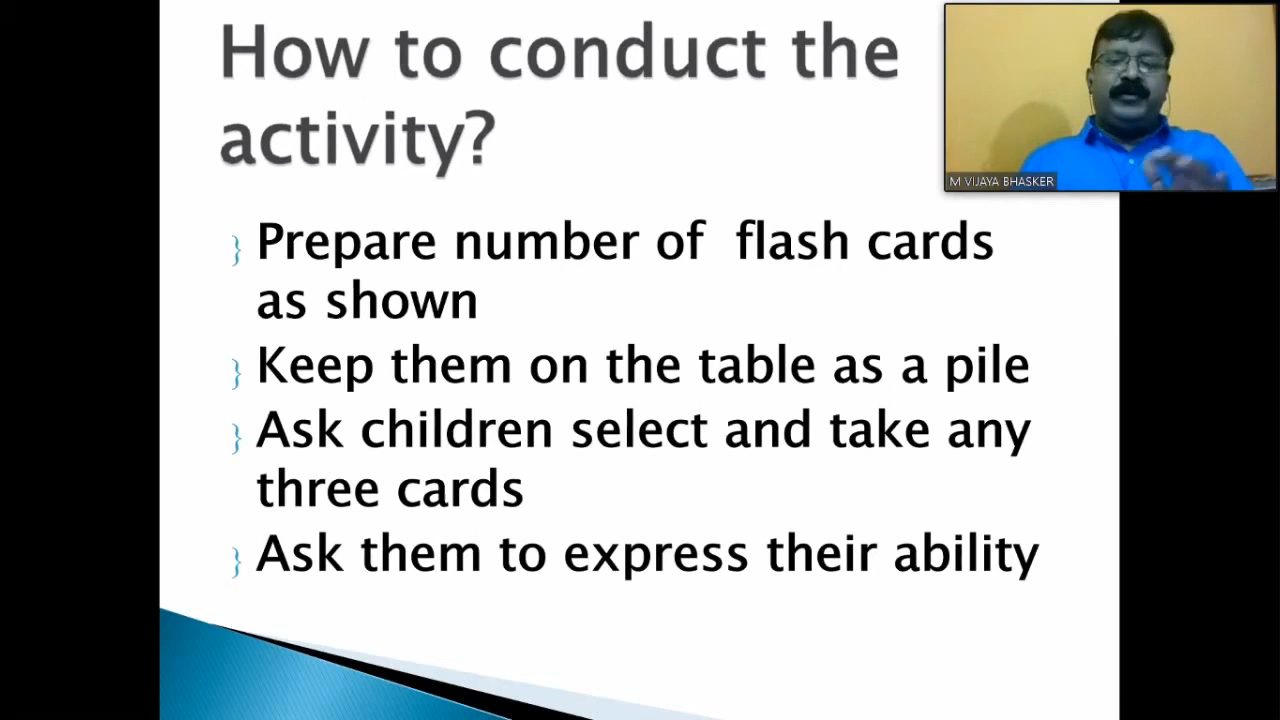 How to conduct the
activity?
M VIJAYA BHASKER
} Prepare number of flash cards
as shown
} Keep them on the table as a pile
} Ask children select and take any
three cards
} Ask them to express their ability